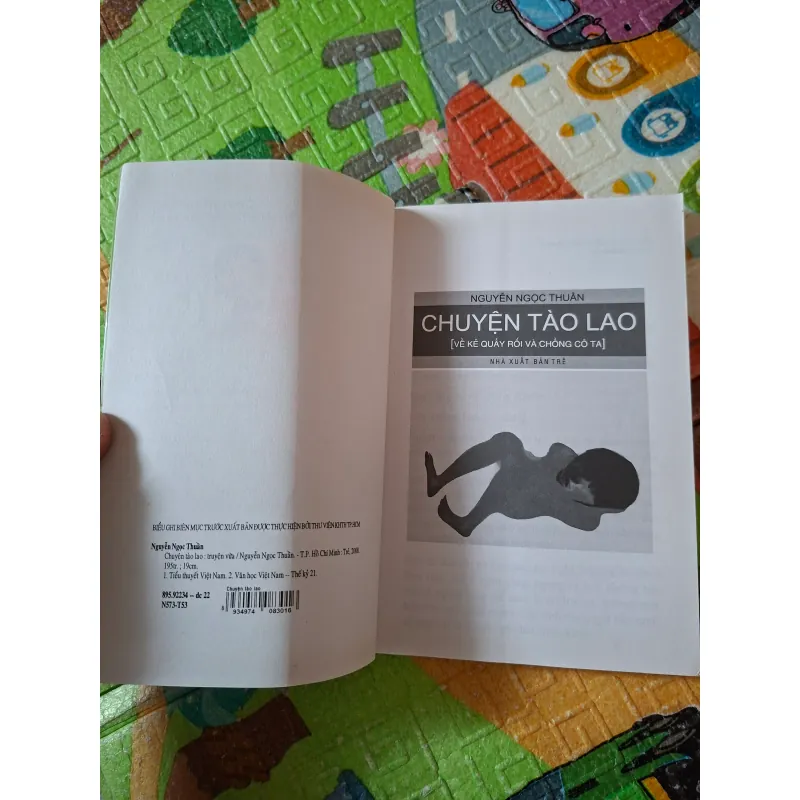 BIỂU GHI BIÊN MỤC TRƯỚC XUẤT BẢN ĐƯỢC THỰC HIỆN BỞI THƯ VIỆN KHTH TP.HCM
Nguyễn Ngọc Thuần
Chuyện tào lao : truyện vừa / Nguyễn Ngọc Thuần. - T.P. Hồ Chí Minh : Trẻ, 2008.
195tr. ; 19cm.
1. Tiểu thuyết Việt Nam. 2. Văn học Việt Nam -- Thế kỷ 21.
895.92234 -- dc 22
N573-T53
Chuyện tào lao
8 934974 083016
NGUYỄN NGỌC THUẦN
CHUYỆN TÀO LAO
[VỀ KẺ QUẤY RỐI VÀ CHỒNG CÔ TA]
NHÀ XUẤT BẢN TRẺ